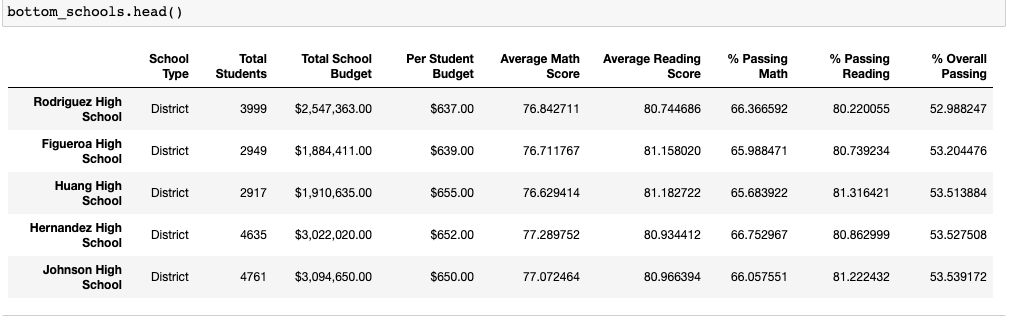 bottom_schools.head()
School Type Total Students Total School Budget Per Student Budget Average Math Score Average Reading Score % Passing Math % Passing Reading % Overall Passing
Rodriguez High School District 3999 $2,547,363.00 $637.00 76.842711 80.744686 66.366592 80.220055 52.988247
Figueroa High School District 2949 $1,884,411.00 $639.00 76.711767 81.158020 65.988471 80.739234 53.204476
Huang High School District 2917 $1,910,635.00 $655.00 76.629414 81.182722 65.683922 81.316421 53.513884
Hernandez High School District 4635 $3,022,020.00 $652.00 77.289752 80.934412 66.752967 80.862999 53.527508
Johnson High School District 4761 $3,094,650.00 $650.00 77.072464 80.966394 66.057551 81.222432 53.539172